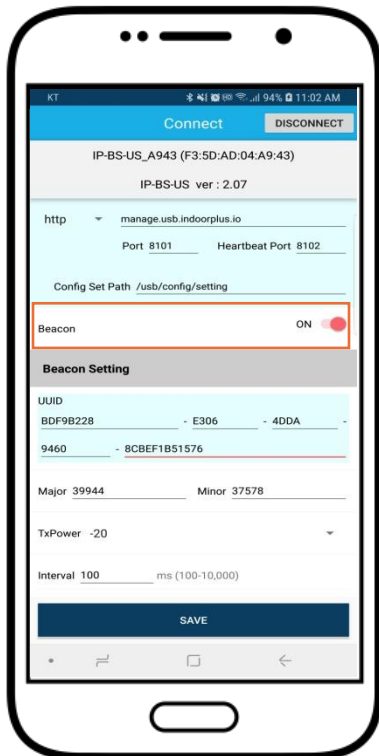 KT 94% 11:02 AM
Connect DISCONNECT
IP-BS-US_A943 (F3:5D:AD:04:A9:43)
IP-BS-US ver : 2.07
http manage.usb.indoorplus.io
Port 8101 Heartbeat Port 8102
Config Set Path /usb/config/setting
Beacon ON
Beacon Setting
UUID
BDF9B228 - E306 - 4DDA -
9460 - 8CBEF1B51576
Major 39944 Minor 37578
TxPower -20
Interval 100 ms (100-10,000)
SAVE